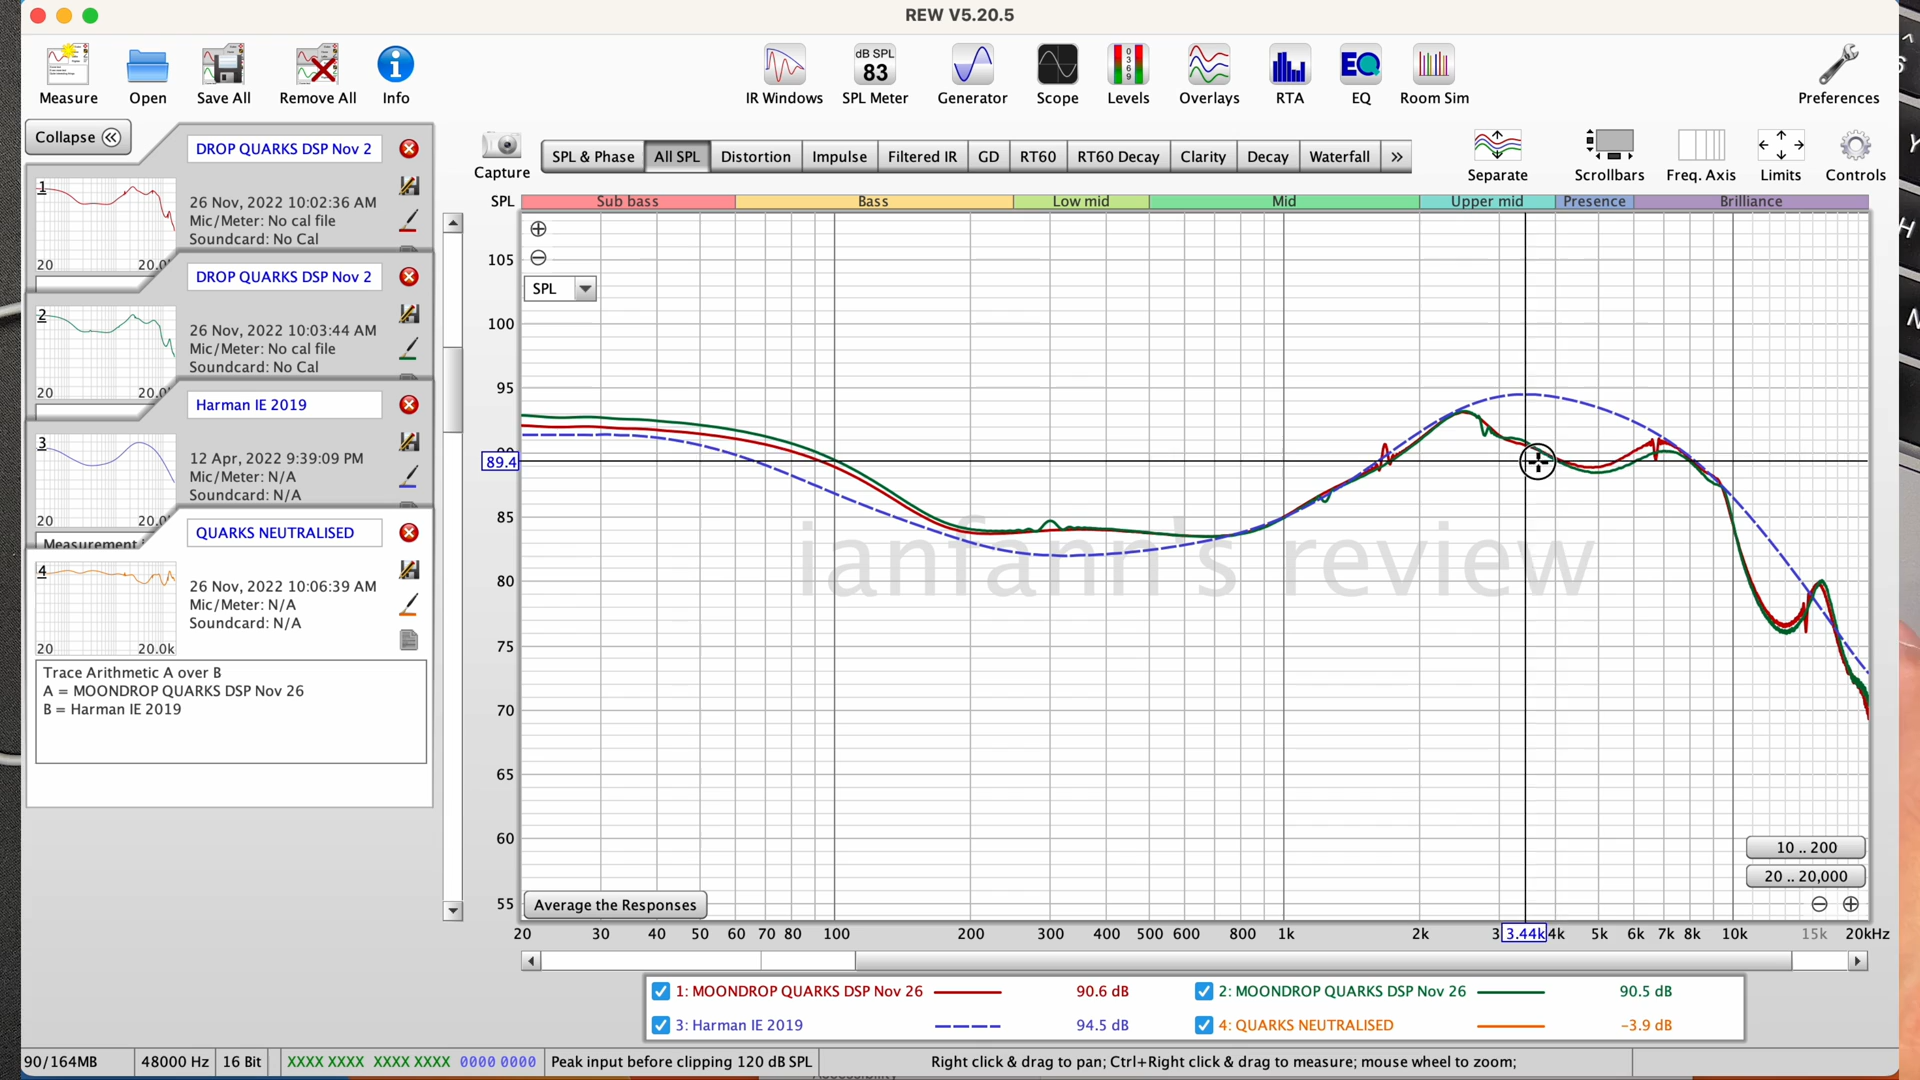 REW V5.20.5
Measure
Open
Save All
Remove All
Info
IR Windows
dB SPL
83
SPL Meter
Generator
Scope
0 3 6 9
Levels
Overlays
RTA
EQ
EQ
Room Sim
Preferences
Collapse
Capture
SPL & Phase
All SPL
Distortion
Impulse
Filtered IR
GD
RT60
RT60 Decay
Clarity
Decay
Waterfall
»
Separate
Scrollbars
Freq. Axis
Limits
Controls
DROP QUARKS DSP Nov 2
1
26 Nov, 2022 10:02:36 AM
Mic/Meter: No cal file
Soundcard: No Cal
20 20.0
DROP QUARKS DSP Nov 2
2
26 Nov, 2022 10:03:44 AM
Mic/Meter: No cal file
Soundcard: No Cal
20 20.0
Harman IE 2019
3
12 Apr, 2022 9:39:09 PM
Mic/Meter: N/A
Soundcard: N/A
20 20.0
Measurement
QUARKS NEUTRALISED
4
26 Nov, 2022 10:06:39 AM
Mic/Meter: N/A
Soundcard: N/A
20 20.0k
Trace Arithmetic A over B
A = MOONDROP QUARKS DSP Nov 26
B = Harman IE 2019
SPL
Sub bass
Bass
Low mid
Mid
Upper mid
Presence
Brilliance
SPL
105
100
95
89.4
85
80
75
70
65
60
55
ianfann's review
10 .. 200
20 .. 20,000
Average the Responses
20 30 40 50 60 70 80 100 200 300 400 500 600 800 1k 2k 3 3.44k 4k 5k 6k 7k 8k 10k 15k 20kHz
1: MOONDROP QUARKS DSP Nov 26 90.6 dB
2: MOONDROP QUARKS DSP Nov 26 90.5 dB
3: Harman IE 2019 94.5 dB
4: QUARKS NEUTRALISED -3.9 dB
90/164MB
48000 Hz
16 Bit
XXXX XXXX XXXX XXXX 0000 0000
Peak input before clipping 120 dB SPL
Right click & drag to pan; Ctrl+Right click & drag to measure; mouse wheel to zoom;